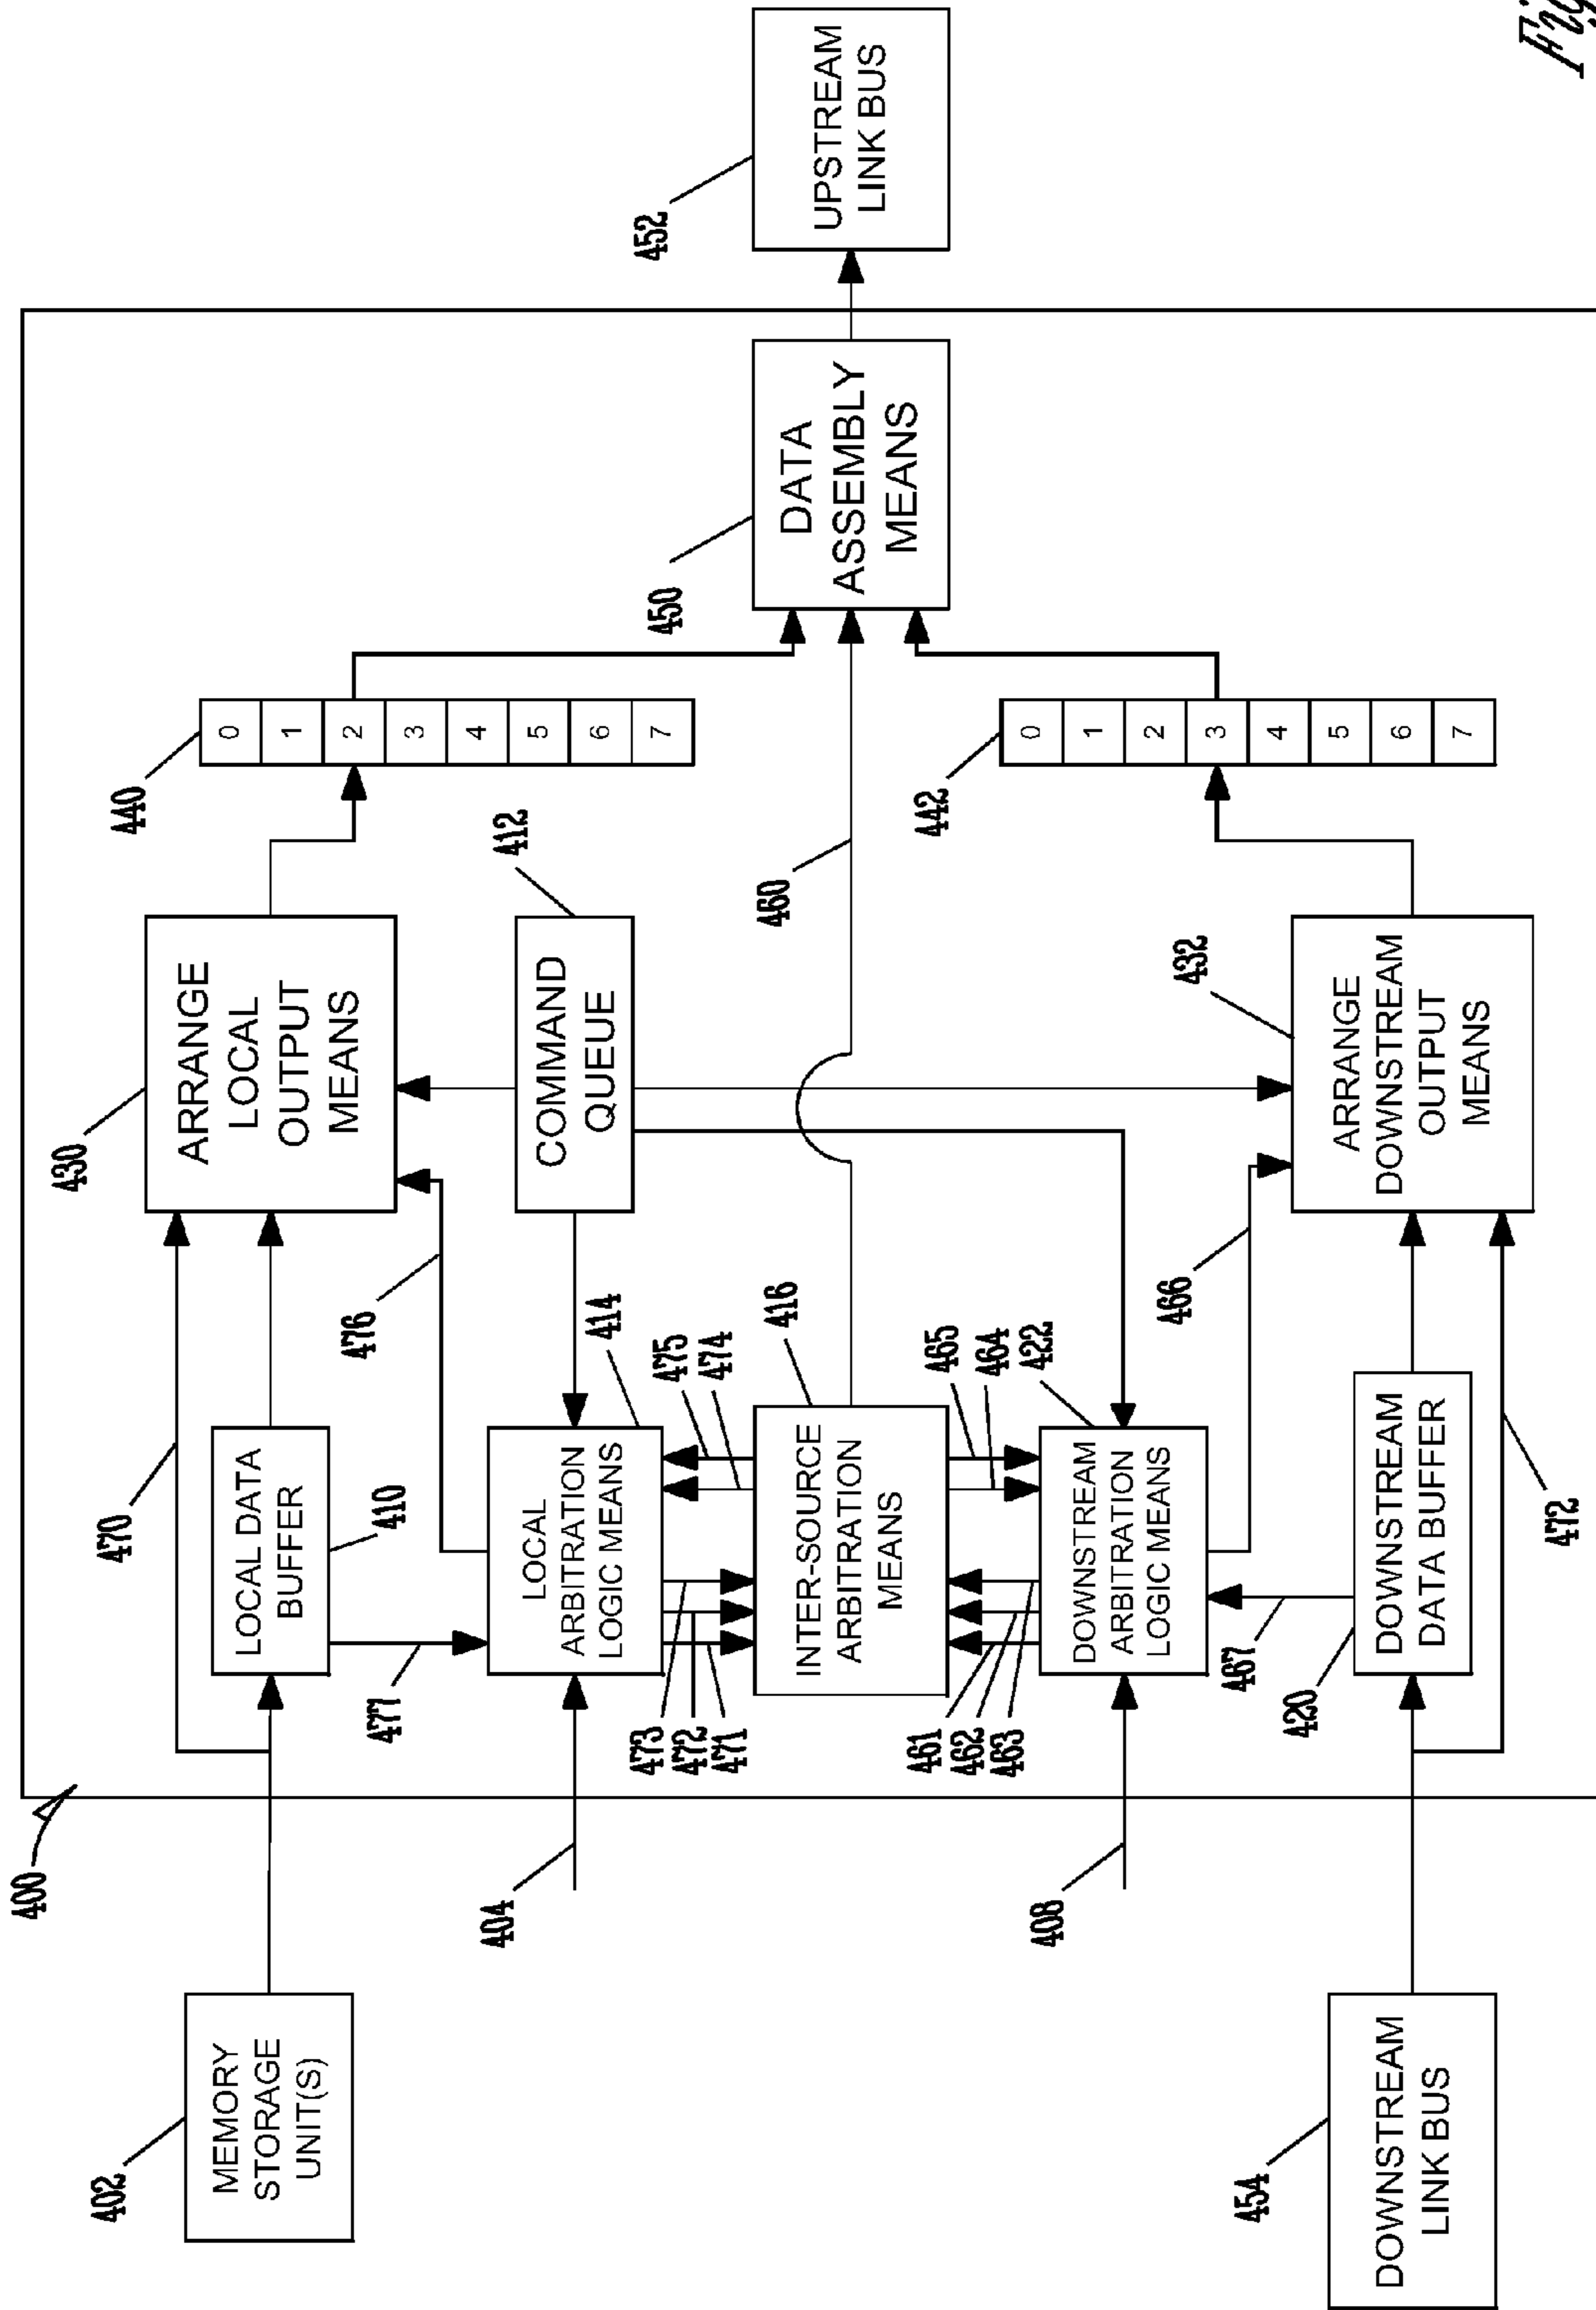 400
402
MEMORY
STORAGE
UNIT(S)
470
LOCAL DATA
BUFFER
410
477
430
ARRANGE
LOCAL
OUTPUT
MEANS
440
0
1
2
3
4
5
6
7
476
412
COMMAND
QUEUE
404
414
LOCAL
ARBITRATION
LOGIC MEANS
475
474
473
472
471
416
INTER-SOURCE
ARBITRATION
MEANS
460
450
DATA
ASSEMBLY
MEANS
452
UPSTREAM
LINK BUS
461
462
463
465
464
422
DOWNSTREAM
ARBITRATION
LOGIC MEANS
408
466
467
420
DOWNSTREAM
DATA BUFFER
472
432
ARRANGE
DOWNSTREAM
OUTPUT
MEANS
442
0
1
2
3
4
5
6
7
454
DOWNSTREAM
LINK BUS